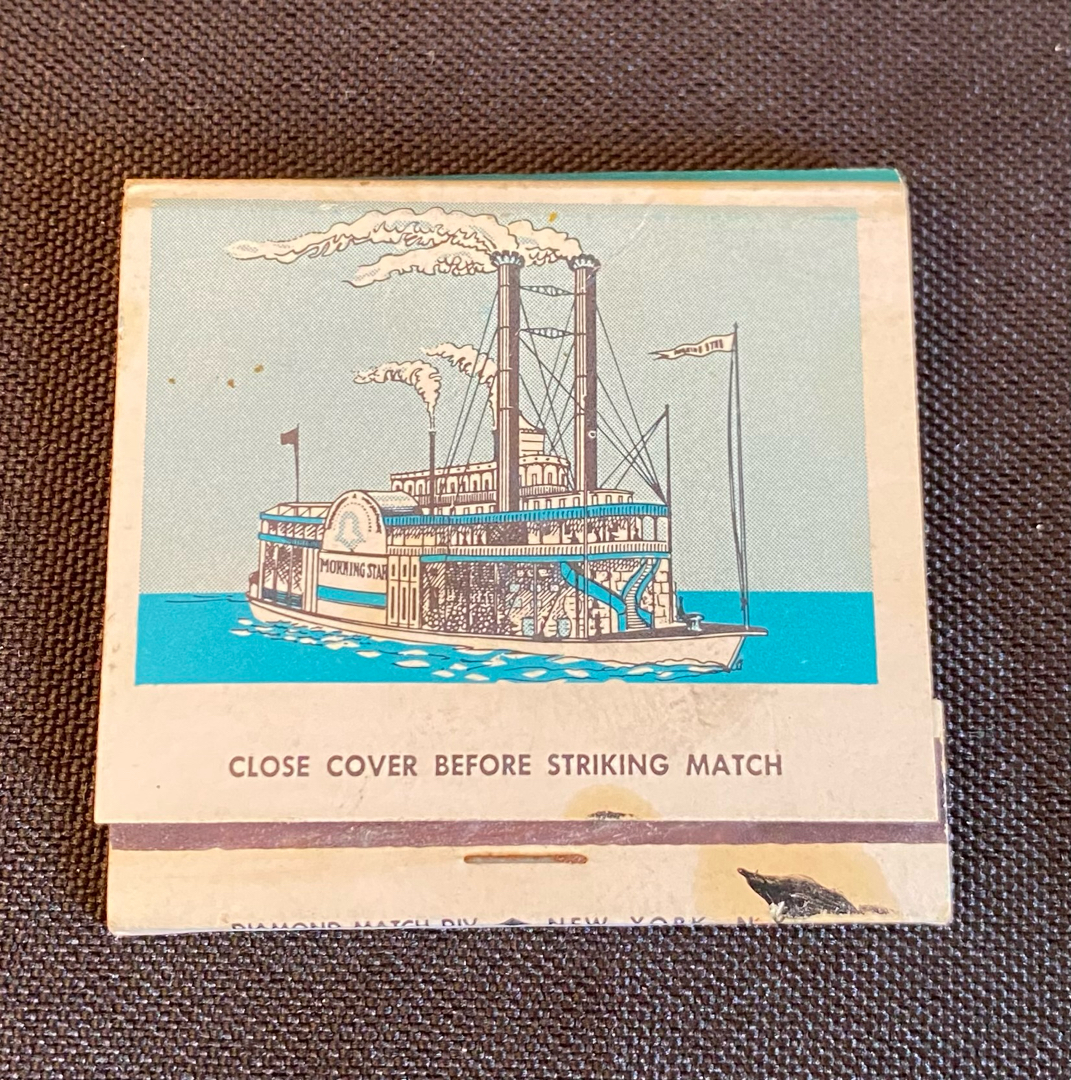 MORNING STAR
CLOSE COVER BEFORE STRIKING MATCH
DIAMOND MATCH DIV. NEW YORK, N.